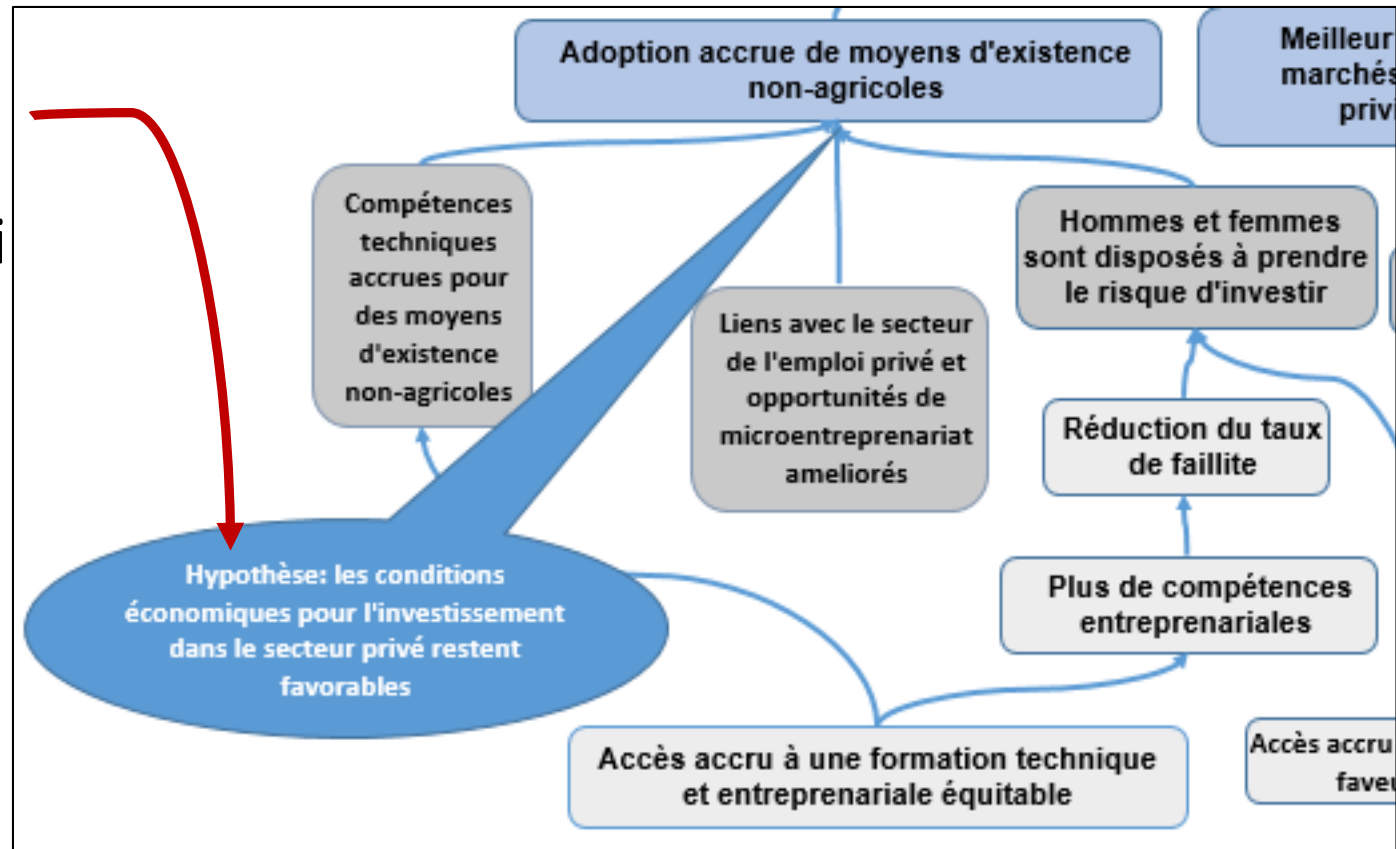 Adoption accrue de moyens d'existence
non-agricoles
Meilleur
marchés
privi
Compétences
techniques
accrues pour
des moyens
d'existence
non-agricoles
Hommes et femmes
sont disposés à prendre
le risque d'investir
i
Liens avec le secteur
de l'emploi privé et
opportunités de
microentreprenariat
ameliorés
Réduction du taux
de faillite
Hypothèse: les conditions
économiques pour l'investissement
dans le secteur privé restent
favorables
Plus de compétences
entreprenariales
Accès accru à une formation technique
et entreprenariale équitable
Accès accru
faveu